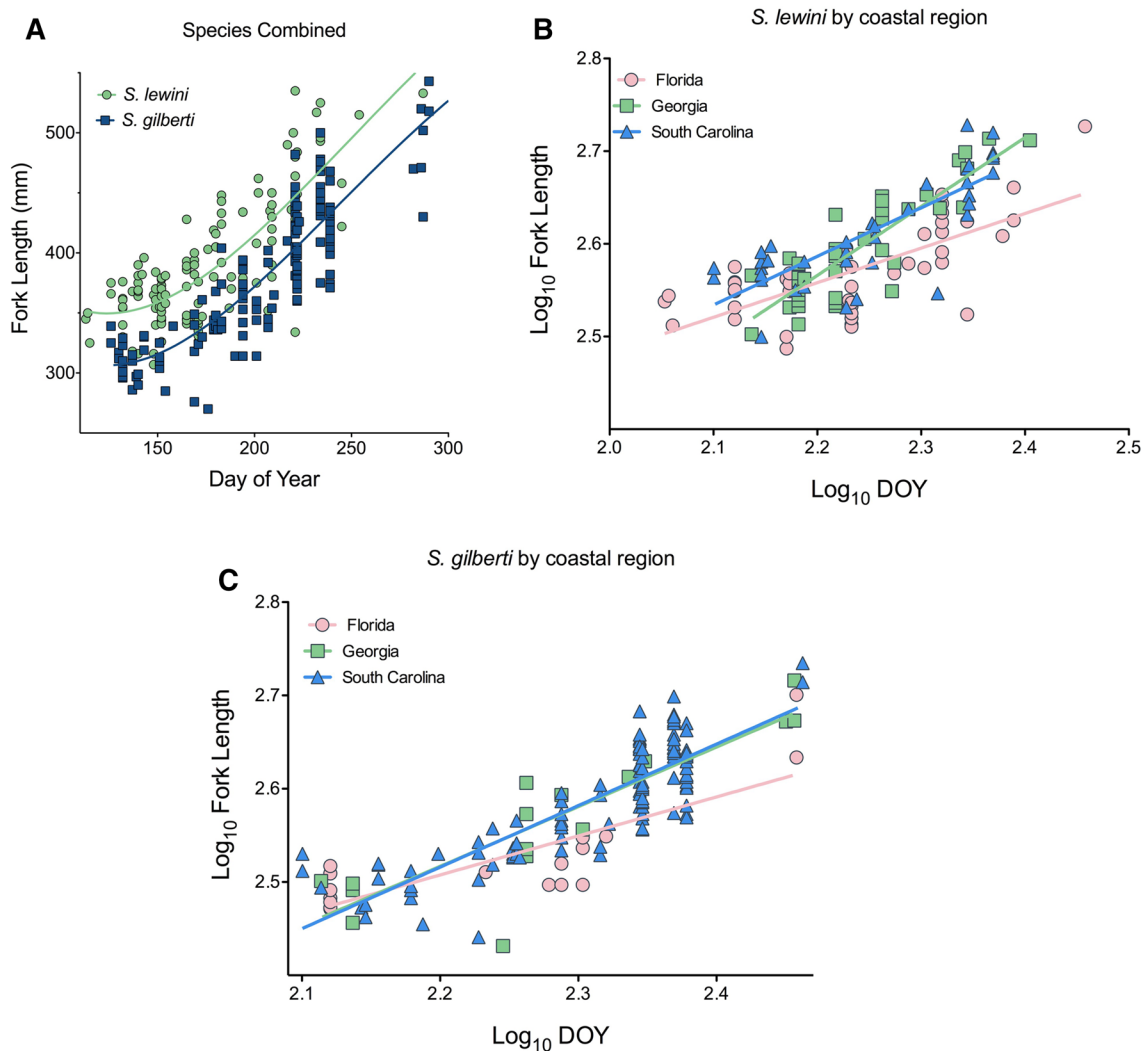 A
Species Combined
S. lewini
S. gilberti
500
400
300
Fork Length (mm)
150
200
250
300
Day of Year
B
S. lewini by coastal region
Florida
Georgia
South Carolina
2.8
2.7
2.6
2.5
Log10 Fork Length
2.0
2.1
2.2
2.3
2.4
2.5
Log10 DOY
C
S. gilberti by coastal region
Florida
Georgia
South Carolina
2.8
2.7
2.6
2.5
Log10 Fork Length
2.1
2.2
2.3
2.4
Log10 DOY